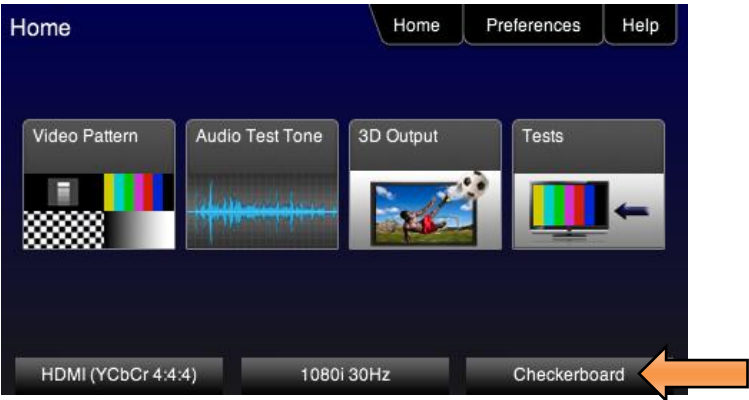 Home
Home
Preferences
Help
Video Pattern
Audio Test Tone
3D Output
Tests
HDMI (YCbCr 4:4:4)
1080i 30Hz
Checkerboard